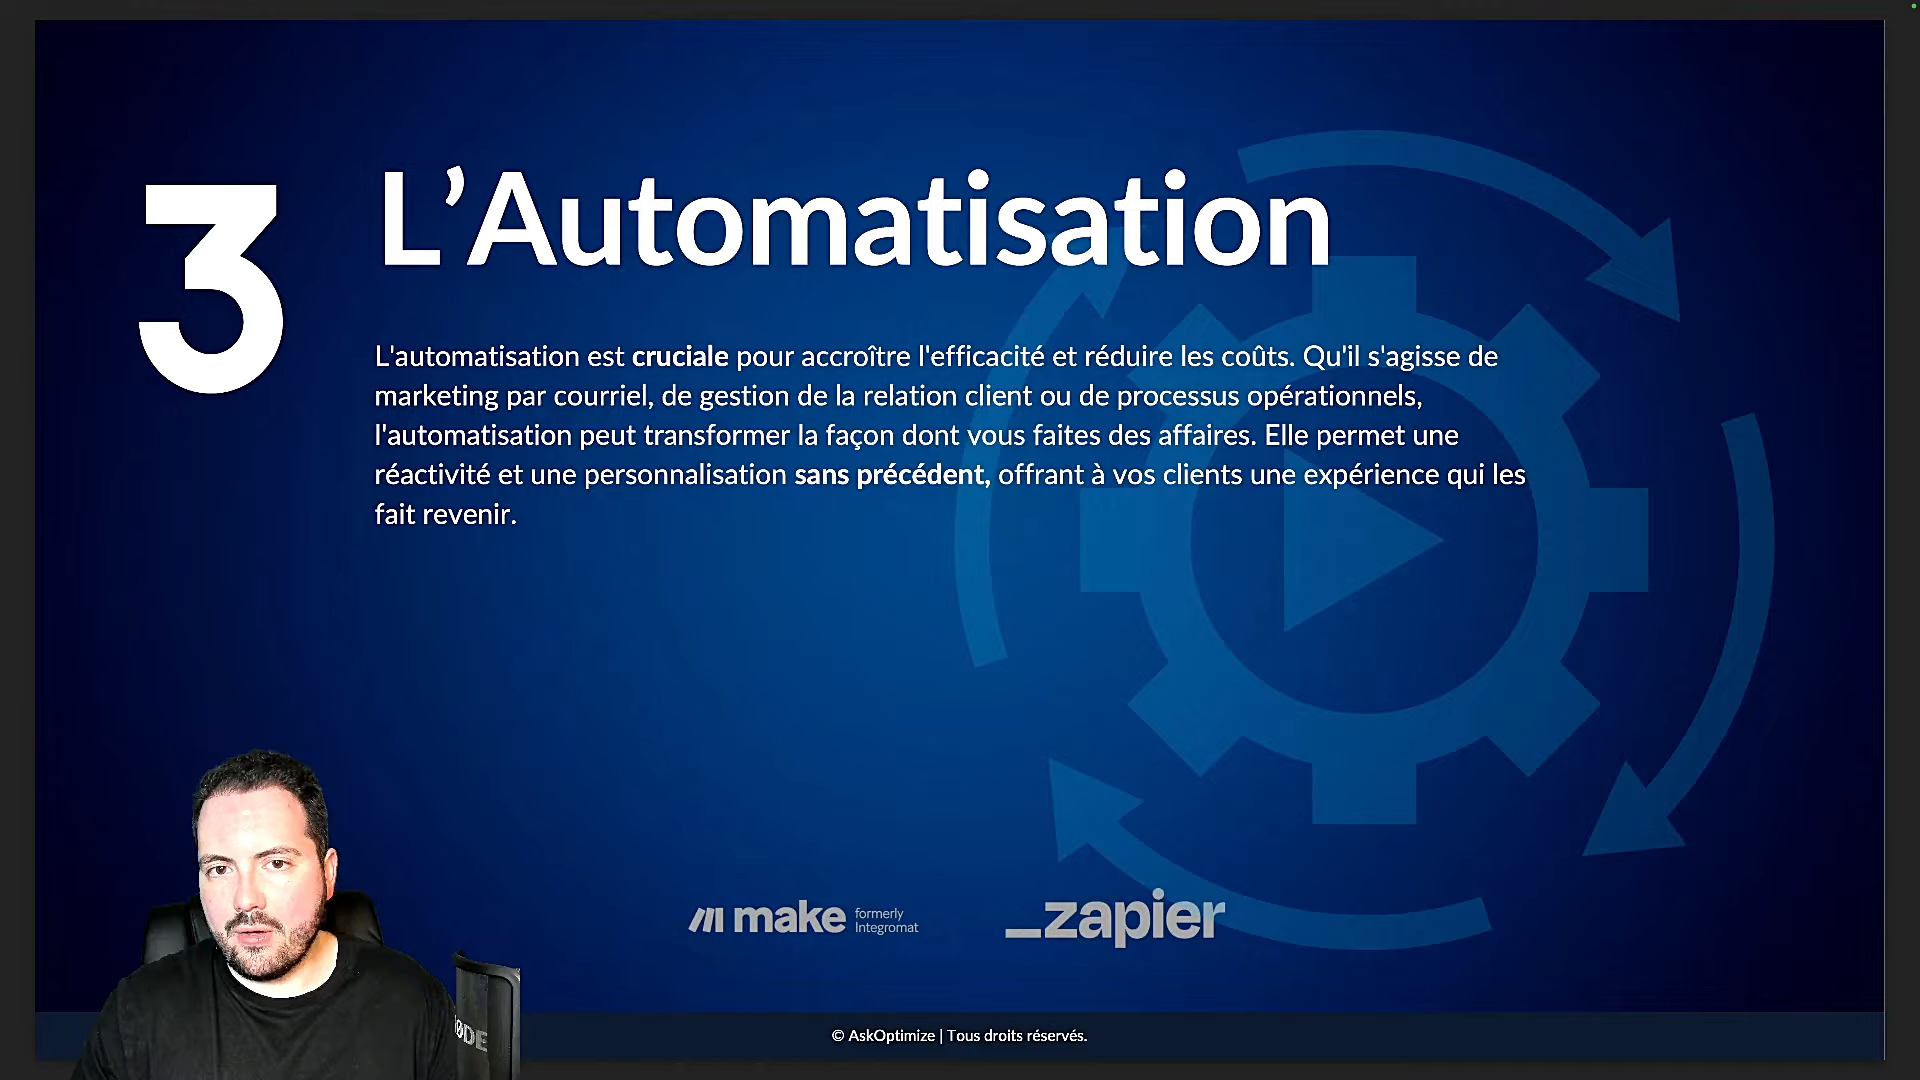 3
L’Automatisation
L'automatisation est cruciale pour accroître l'efficacité et réduire les coûts. Qu'il s'agisse de
marketing par courriel, de gestion de la relation client ou de processus opérationnels,
l'automatisation peut transformer la façon dont vous faites des affaires. Elle permet une
réactivité et une personnalisation sans précédent, offrant à vos clients une expérience qui les
fait revenir.
make formerly
Integromat
_zapier
© AskOptimize | Tous droits réservés.